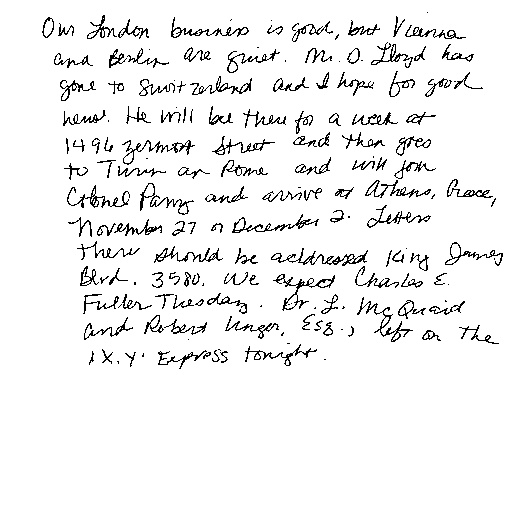 Our London business is good, but Vienna
and Berlin are quiet. Mr. D. Lloyd has
gone to Switzerland and I hope for good
news. He will be there for a week at
1496 Zermott Street and then goes
to Turin an Rome and will join
Colonel Parry and arrive at Athens, Greece,
November 27 or December 2. Letters
there should be addressed King James
Blvd. 3580. We expect Charles E.
Fuller Tuesday. Dr. L. McQuaid
and Robert Unger, Esq., left on the
"X.Y." Express tonight.